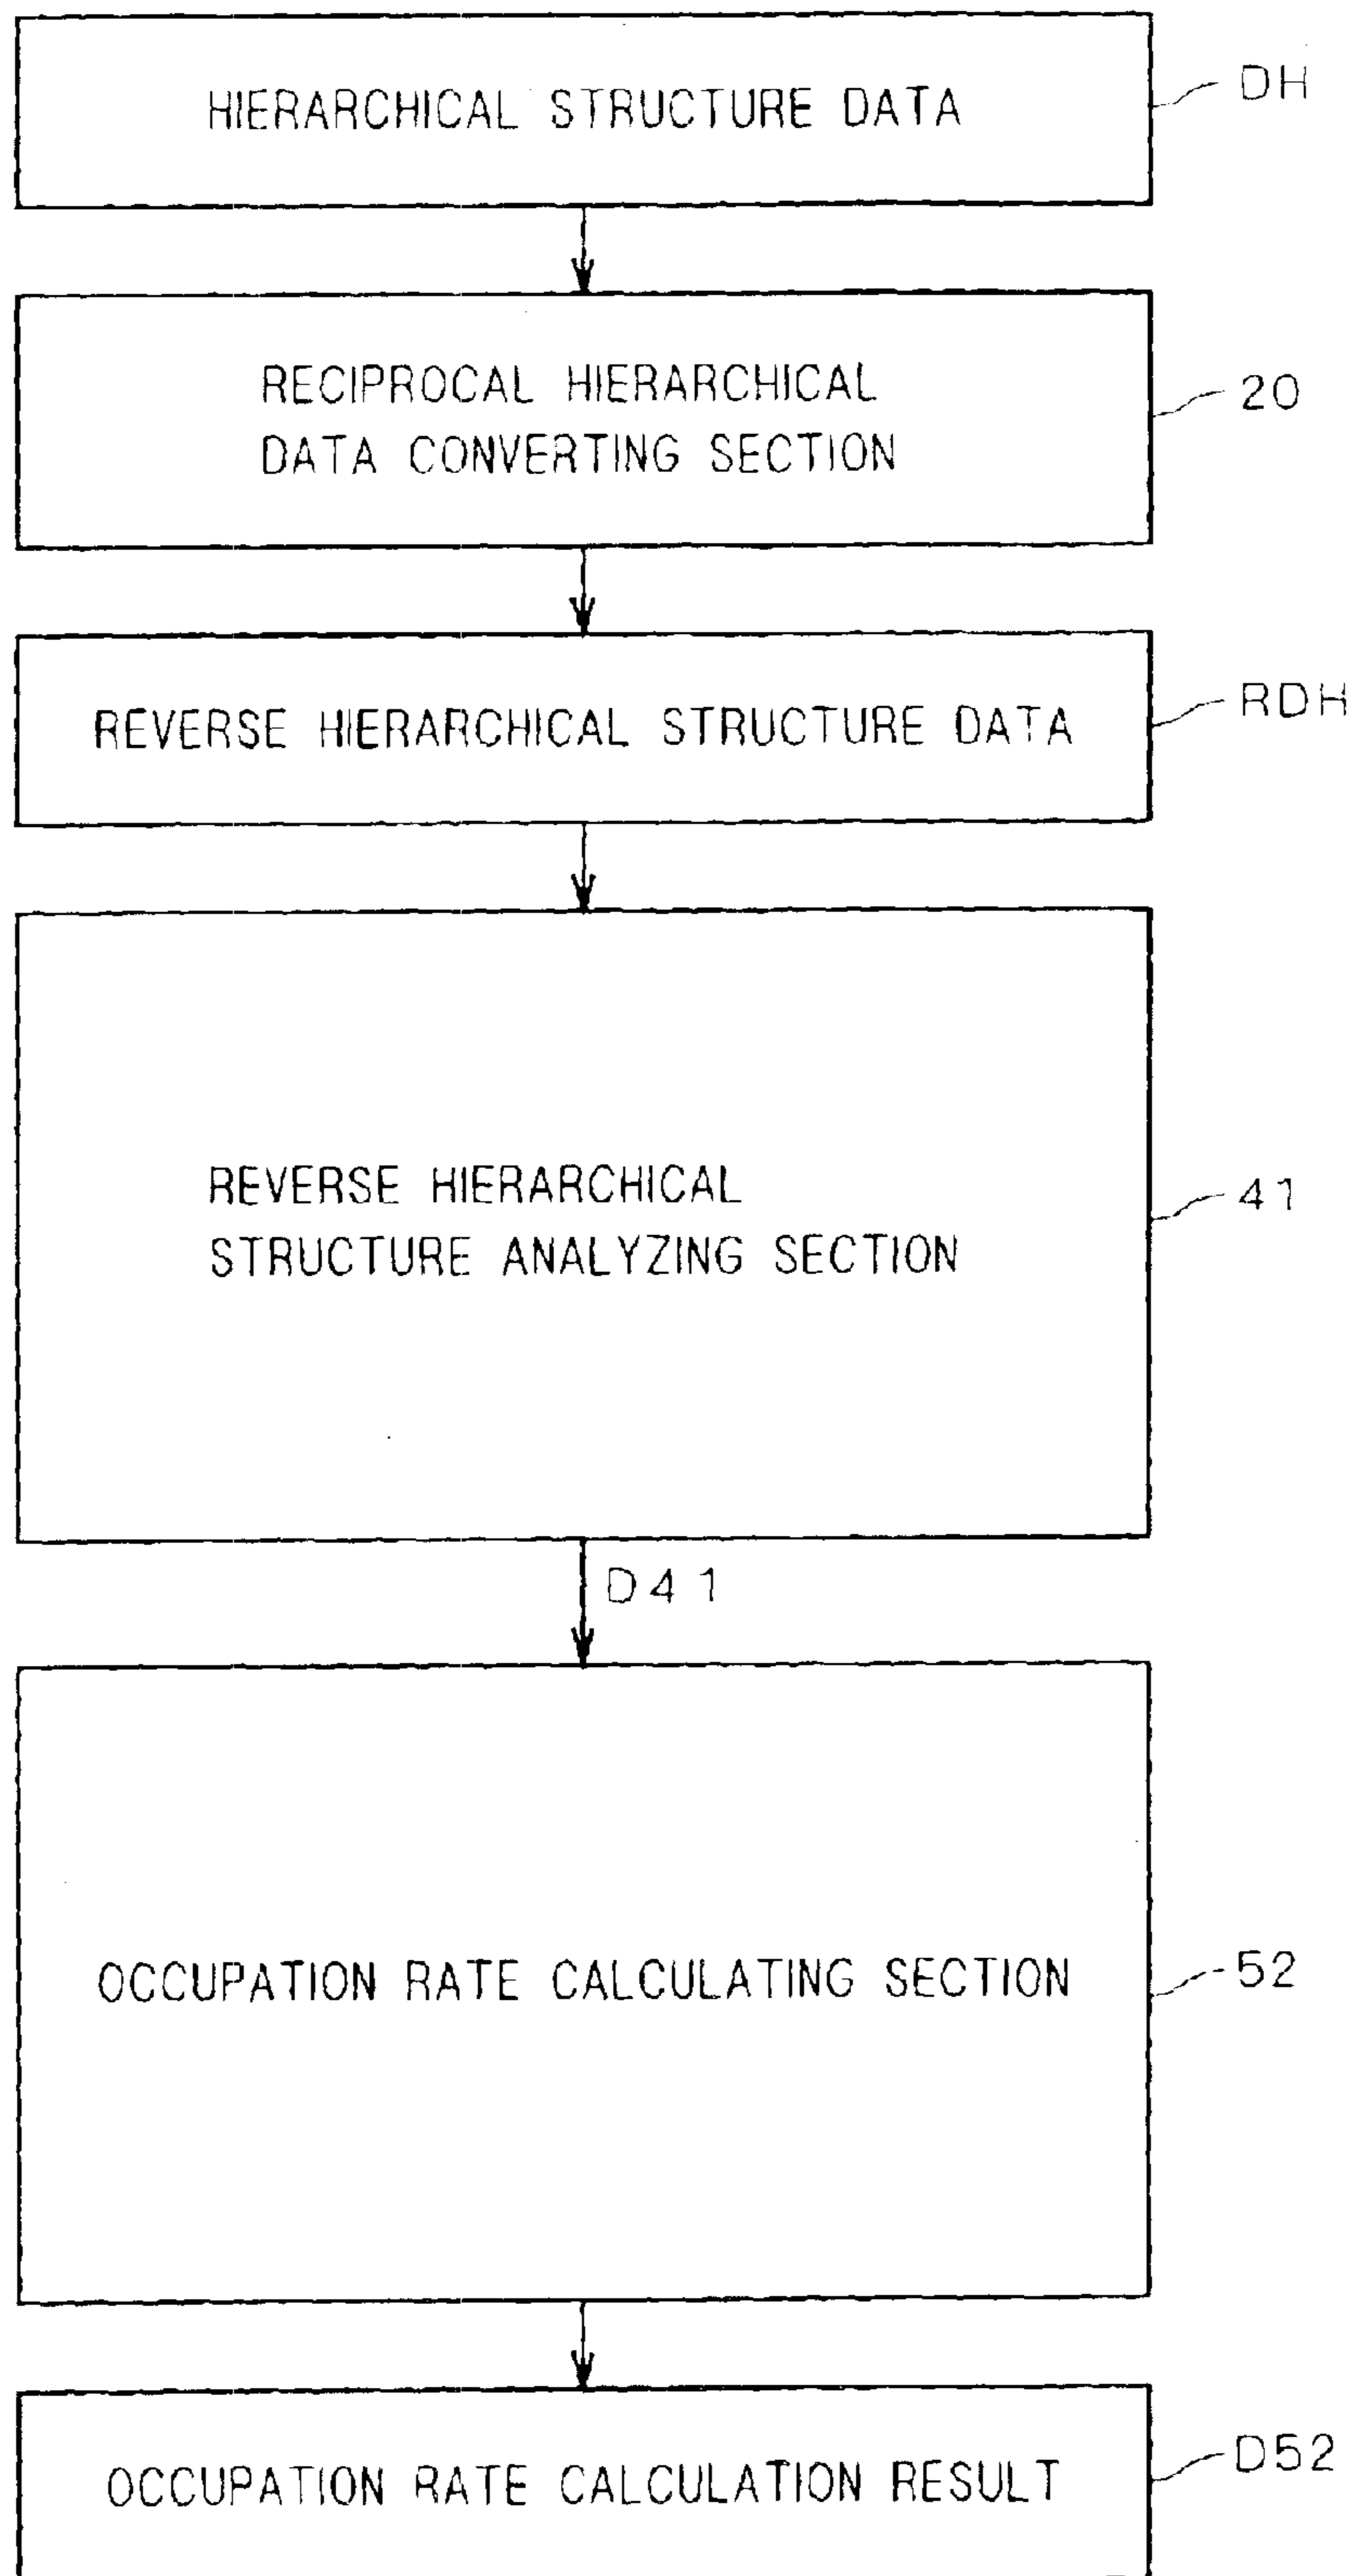 HIERARCHICAL STRUCTURE DATA
DH
RECIPROCAL HIERARCHICAL
DATA CONVERTING SECTION
20
REVERSE HIERARCHICAL STRUCTURE DATA
RDH
REVERSE HIERARCHICAL
STRUCTURE ANALYZING SECTION
41
D41
OCCUPATION RATE CALCULATING SECTION
52
OCCUPATION RATE CALCULATION RESULT
D52